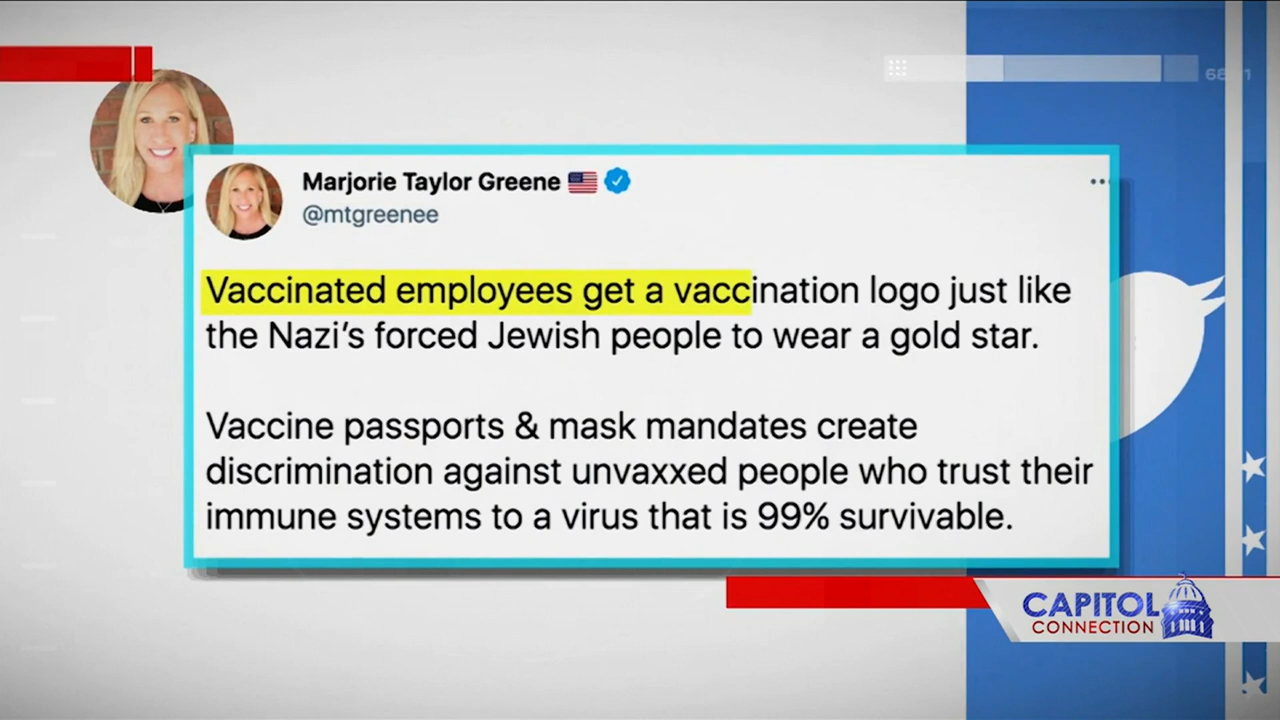 Marjorie Taylor Greene
@mtgreenee
Vaccinated employees get a vaccination logo just like
the Nazi's forced Jewish people to wear a gold star.
Vaccine passports & mask mandates create
discrimination against unvaxxed people who trust their
immune systems to a virus that is 99% survivable.
CAPITOL
CONNECTION